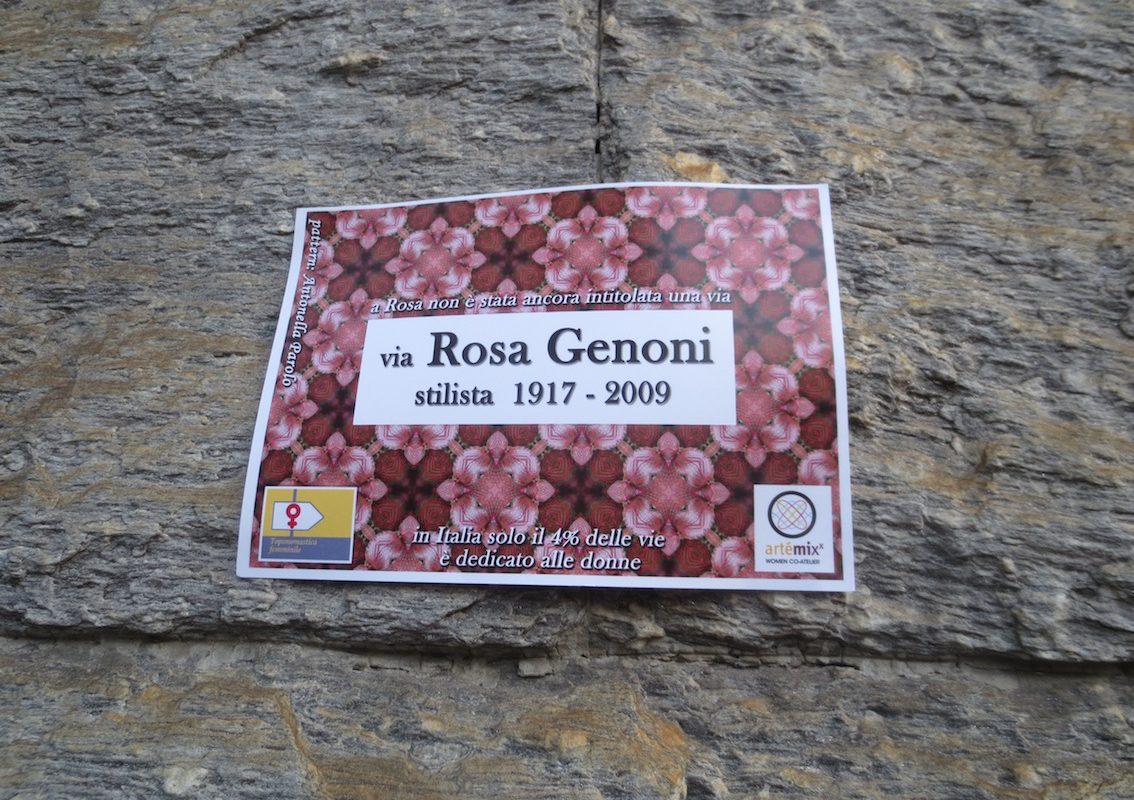 pattern: Antonella Parolo
a Rosa non è stata ancora intitolata una via
via Rosa Genoni
stilista 1917 - 2009
in Italia solo il 4% delle vie
è dedicato alle donne
Toponomastica
femminile
artémixx
WOMEN CO-ATELIER